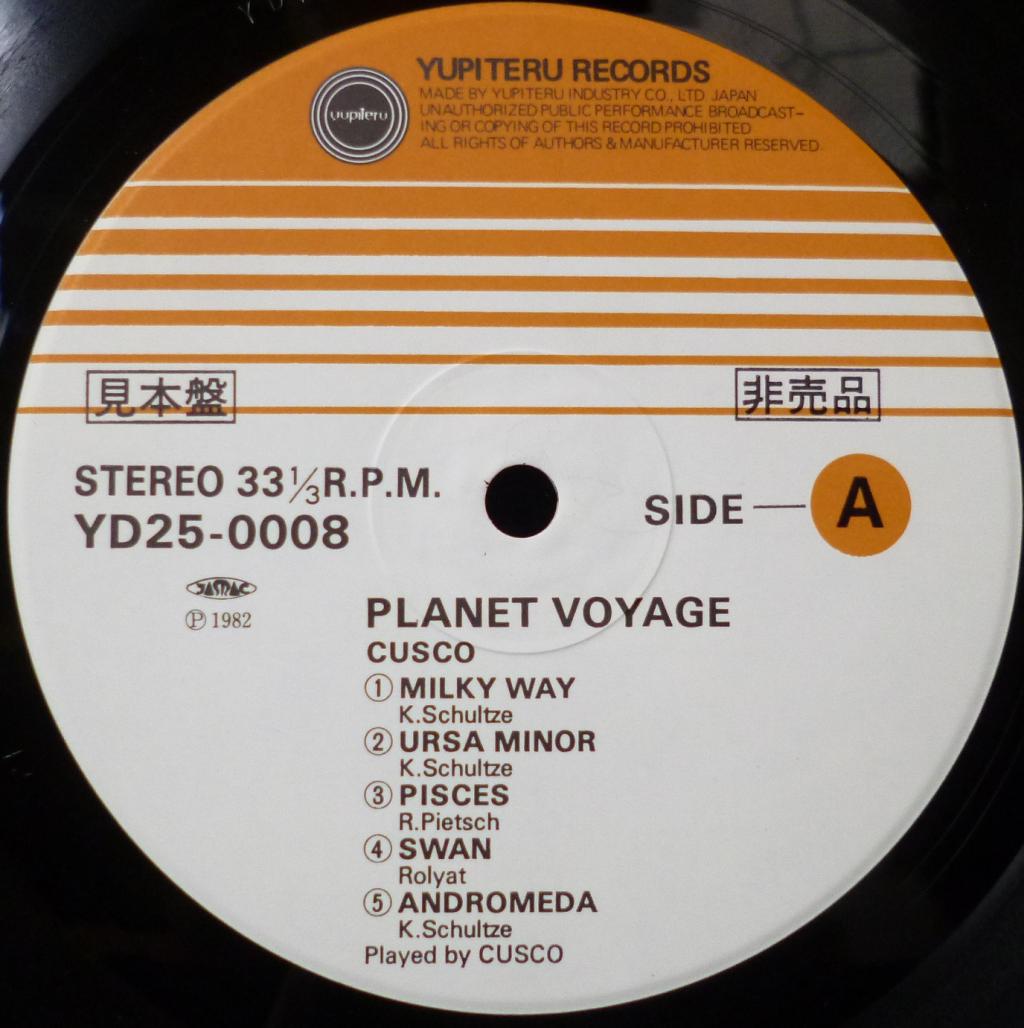 YUPITERU RECORDS
yupiteru
MADE BY YUPITERU INDUSTRY CO., LTD JAPAN
UNAUTHORIZED PUBLIC PERFORMANCE BROADCAST-
ING OR COPYING OF THIS RECORD PROHIBITED
ALL RIGHTS OF AUTHORS & MANUFACTURER RESERVED
見本盤
非売品
STEREO 33⅓ R.P.M.
YD25-0008
SIDE — A
JASRAC
Ⓟ 1982
PLANET VOYAGE
CUSCO
① MILKY WAY
K.Schultze
② URSA MINOR
K.Schultze
③ PISCES
R.Pietsch
④ SWAN
Rolyat
⑤ ANDROMEDA
K.Schultze
Played by CUSCO